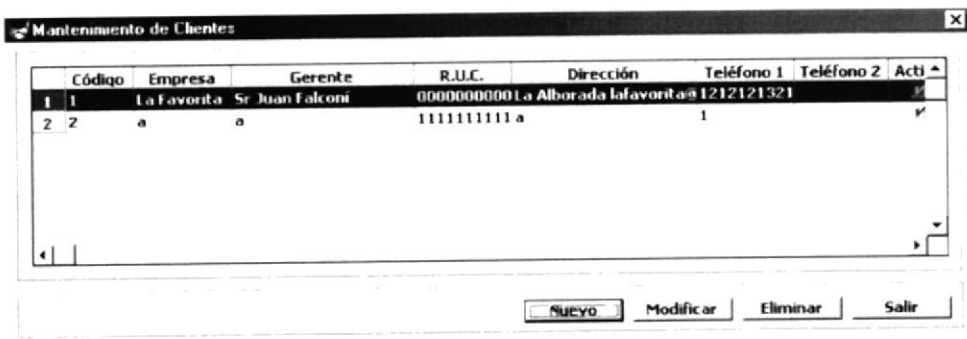 Mantenimiento de Clientes
Código Empresa Gerente R.U.C. Dirección Teléfono 1 Teléfono 2 Acti
1 1 La Favorita Sr Juan Falconí 0000000000 La Alborada lafavorita@ 1212121321
2 2 a a 1111111111 a 1
Nuevo Modificar Eliminar Salir